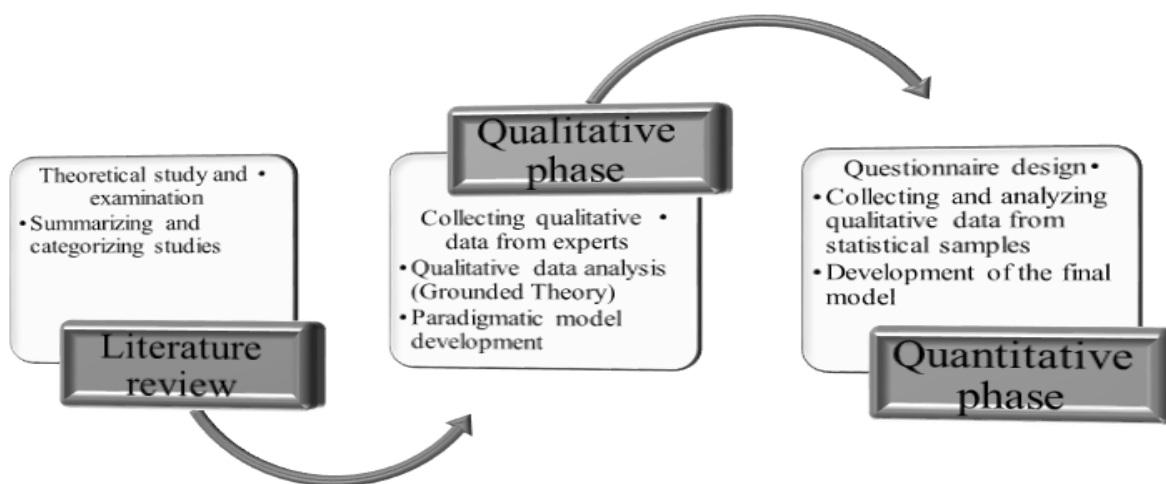 Theoretical study and •
examination
• Summarizing and
categorizing studies
Literature
review
Qualitative
phase
Collecting qualitative •
data from experts
• Qualitative data analysis
(Grounded Theory)
• Paradigmatic model
development
Questionnaire design •
• Collecting and analyzing
qualitative data from
statistical samples
• Development of the final
model
Quantitative
phase